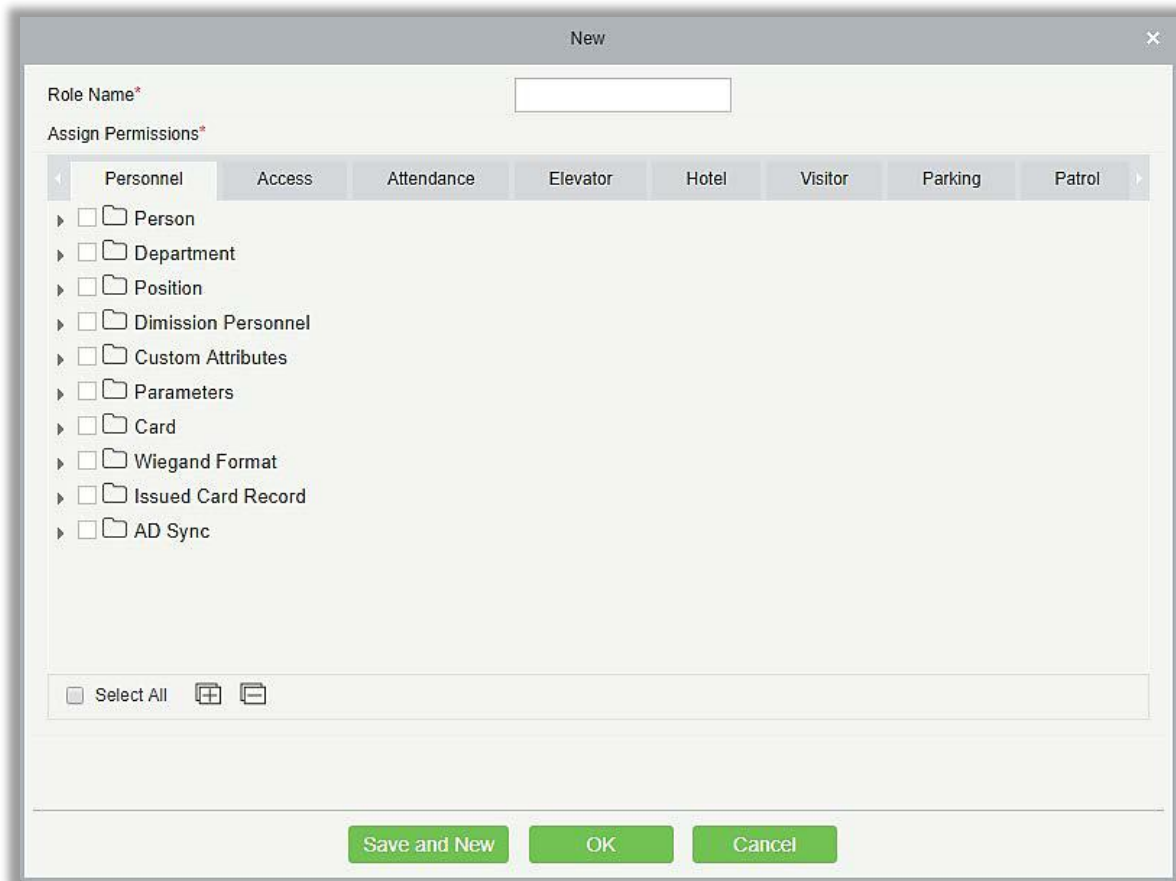 New
Role Name*
Assign Permissions*
Personnel Access Attendance Elevator Hotel Visitor Parking Patrol
Person
Department
Position
Dimission Personnel
Custom Attributes
Parameters
Card
Wiegand Format
Issued Card Record
AD Sync
Select All
Save and New OK Cancel